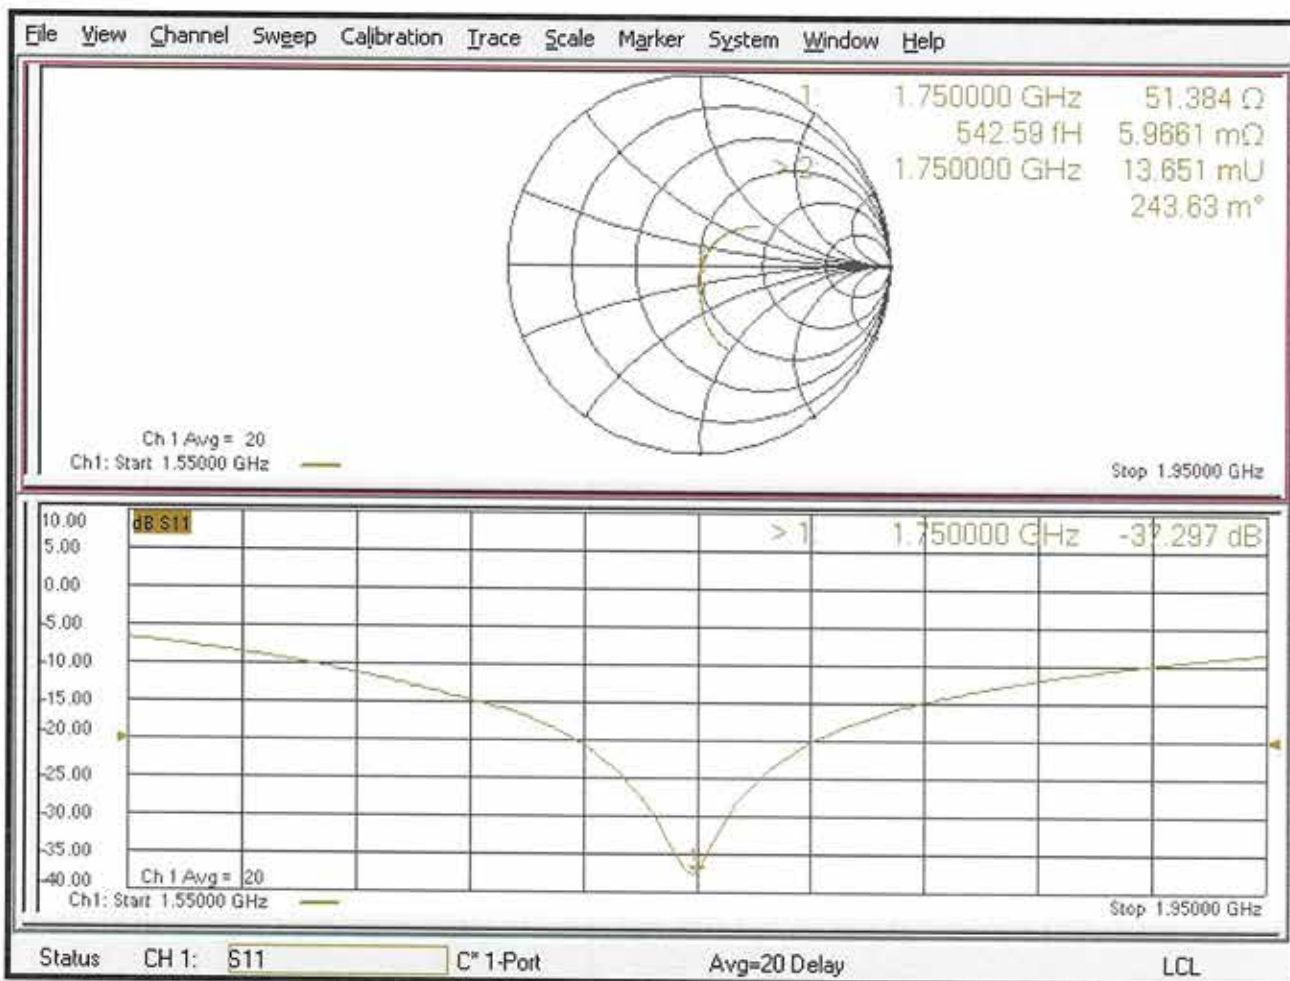 File View Channel Sweep Calibration Trace Scale Marker System Window Help
1. 1.750000 GHz 51.384 Ω
542.59 fH 5.9661 mΩ
> 2 1.750000 GHz 13.651 mU
243.63 m°
Ch 1 Avg = 20
Ch1: Start 1.55000 GHz Stop 1.95000 GHz
10.00 dB S11 > 1. 1.750000 GHz -37.297 dB
5.00
0.00
-5.00
-10.00
-15.00
-20.00
-25.00
-30.00
-35.00 1
-40.00 Ch 1 Avg = 20
Ch1: Start 1.55000 GHz Stop 1.95000 GHz
Status CH 1: S11 C* 1-Port Avg=20 Delay LCL